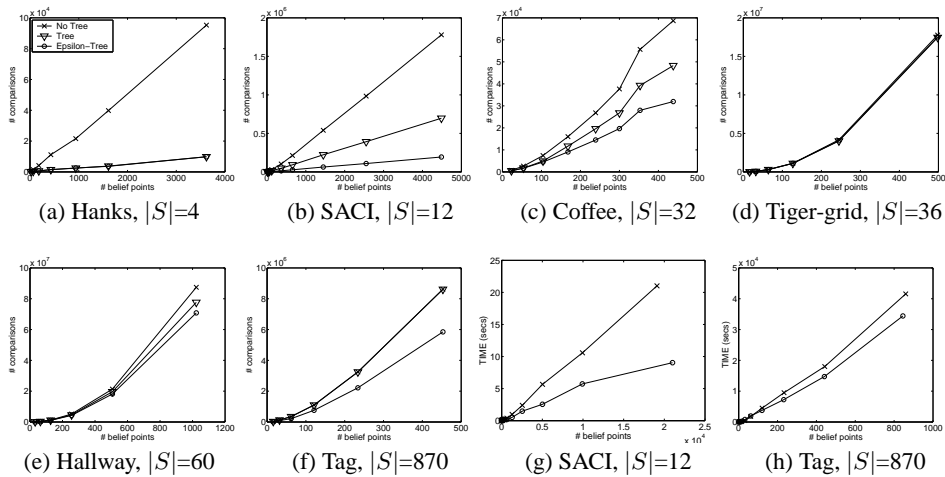 x 10^4
10
8
6
4
2
0
# comparisons
No Tree
Tree
Epsilon−Tree
0 1000 2000 3000 4000
# belief points
(a) Hanks, |S|=4
x 10^6
2
1.5
1
0.5
0
# comparisons
0 1000 2000 3000 4000 5000
# belief points
(b) SACI, |S|=12
x 10^4
7
6
5
4
3
2
1
0
# comparisons
0 100 200 300 400 500
# belief points
(c) Coffee, |S|=32
x 10^7
2
1.5
1
0.5
0
# comparisons
0 100 200 300 400 500
# belief points
(d) Tiger-grid, |S|=36
x 10^7
10
8
6
4
2
0
# comparisons
0 200 400 600 800 1000 1200
# belief points
(e) Hallway, |S|=60
x 10^6
10
8
6
4
2
0
# comparisons
0 100 200 300 400 500
# belief points
(f) Tag, |S|=870
25
20
15
10
5
0
TIME (secs)
0 0.5 1 1.5 2 2.5
x 10^4
# belief points
(g) SACI, |S|=12
x 10^4
5
4
3
2
1
0
TIME (secs)
0 200 400 600 800 1000
# belief points
(h) Tag, |S|=870